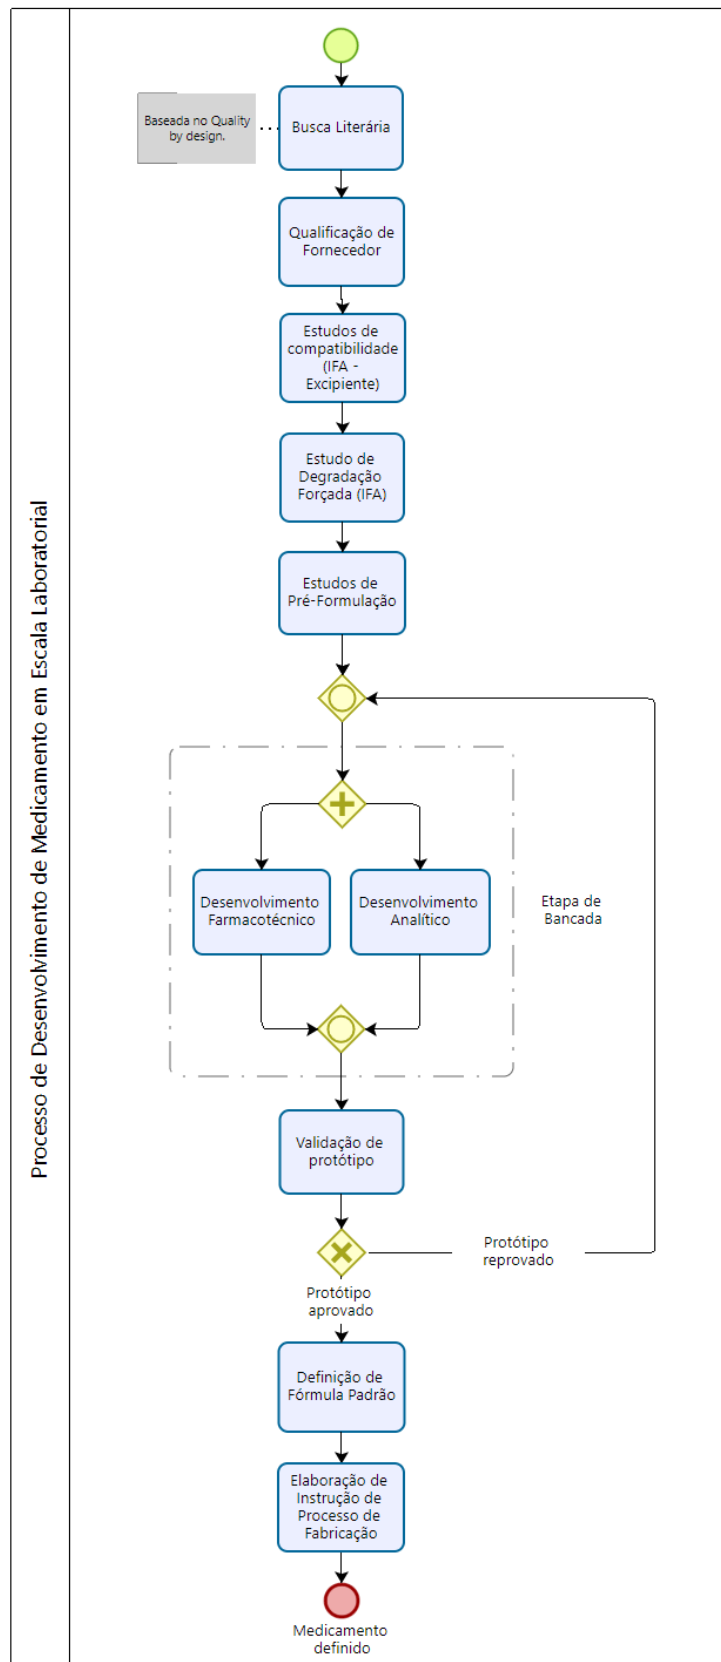 Processo de Desenvolvimento de Medicamento em Escala Laboratorial
Baseada no Quality
by design.
Busca Literária
Qualificação de
Fornecedor
Estudos de
compatibilidade
(IFA -
Excipiente)
Estudo de
Degradação
Forçada (IFA)
Estudos de
Pré-Formulação
Desenvolvimento
Farmacotécnico
Desenvolvimento
Analítico
Etapa de
Bancada
Validação de
protótipo
Protótipo
reprovado
Protótipo
aprovado
Definição de
Fórmula Padrão
Elaboração de
Instrução de
Processo de
Fabricação
Medicamento
definido